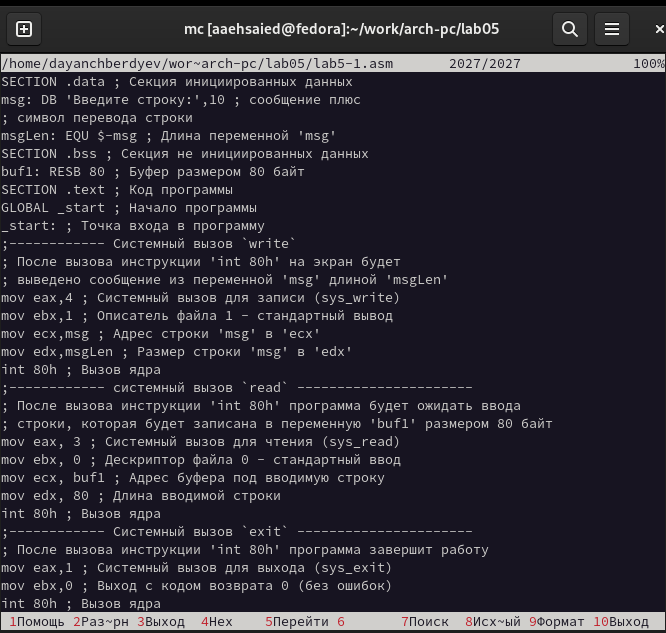 mc [aaehsaied@fedora]:~/work/arch-pc/lab05
/home/dayanchberdyev/wor~arch-pc/lab05/lab5-1.asm 2027/2027 100%
SECTION .data ; Секция инициированных данных
msg: DB 'Введите строку:',10 ; сообщение плюс
; символ перевода строки
msgLen: EQU $-msg ; Длина переменной 'msg'
SECTION .bss ; Секция не инициированных данных
buf1: RESB 80 ; Буфер размером 80 байт
SECTION .text ; Код программы
GLOBAL _start ; Начало программы
_start: ; Точка входа в программу
;------------ Системный вызов `write`
; После вызова инструкции 'int 80h' на экран будет
; выведено сообщение из переменной 'msg' длиной 'msgLen'
mov eax,4 ; Системный вызов для записи (sys_write)
mov ebx,1 ; Описатель файла 1 - стандартный вывод
mov ecx,msg ; Адрес строки 'msg' в 'ecx'
mov edx,msgLen ; Размер строки 'msg' в 'edx'
int 80h ; Вызов ядра
;------------ системный вызов `read` ----------------------
; После вызова инструкции 'int 80h' программа будет ожидать ввода
; строки, которая будет записана в переменную 'buf1' размером 80 байт
mov eax, 3 ; Системный вызов для чтения (sys_read)
mov ebx, 0 ; Дескриптор файла 0 - стандартный ввод
mov ecx, buf1 ; Адрес буфера под вводимую строку
mov edx, 80 ; Длина вводимой строки
int 80h ; Вызов ядра
;------------ Системный вызов `exit` ----------------------
; После вызова инструкции 'int 80h' программа завершит работу
mov eax,1 ; Системный вызов для выхода (sys_exit)
mov ebx,0 ; Выход с кодом возврата 0 (без ошибок)
int 80h ; Вызов ядра
1Помощь 2Раз~рн 3Выход 4Hex 5Перейти 6 7Поиск 8Исх~ый 9Формат 10Выход